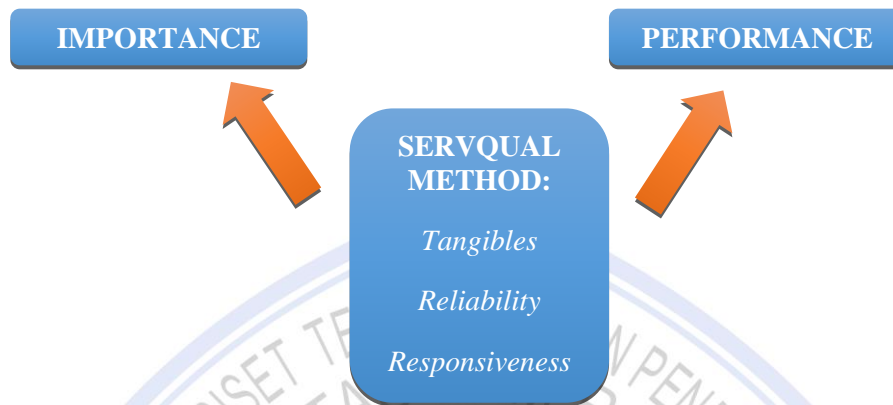 IMPORTANCE
PERFORMANCE
SERVQUAL
METHOD:
Tangibles
Reliability
Responsiveness